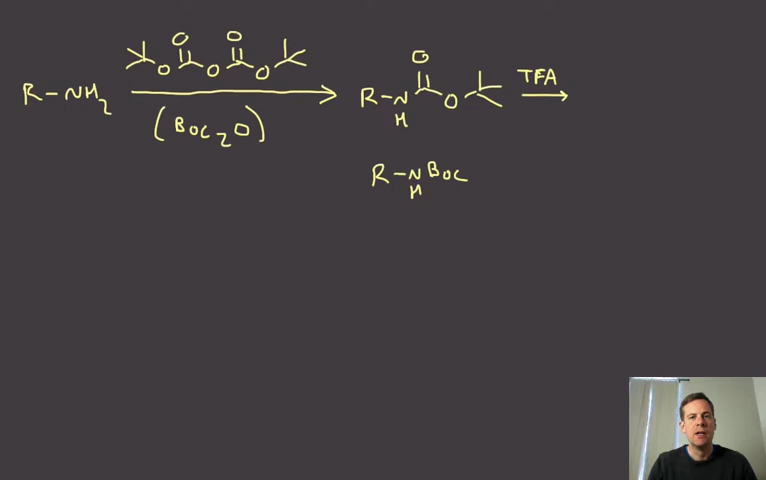 R-NH2
O O
O O O
(Boc2O)
O
R-N O
H
TFA
R-NBoc
H